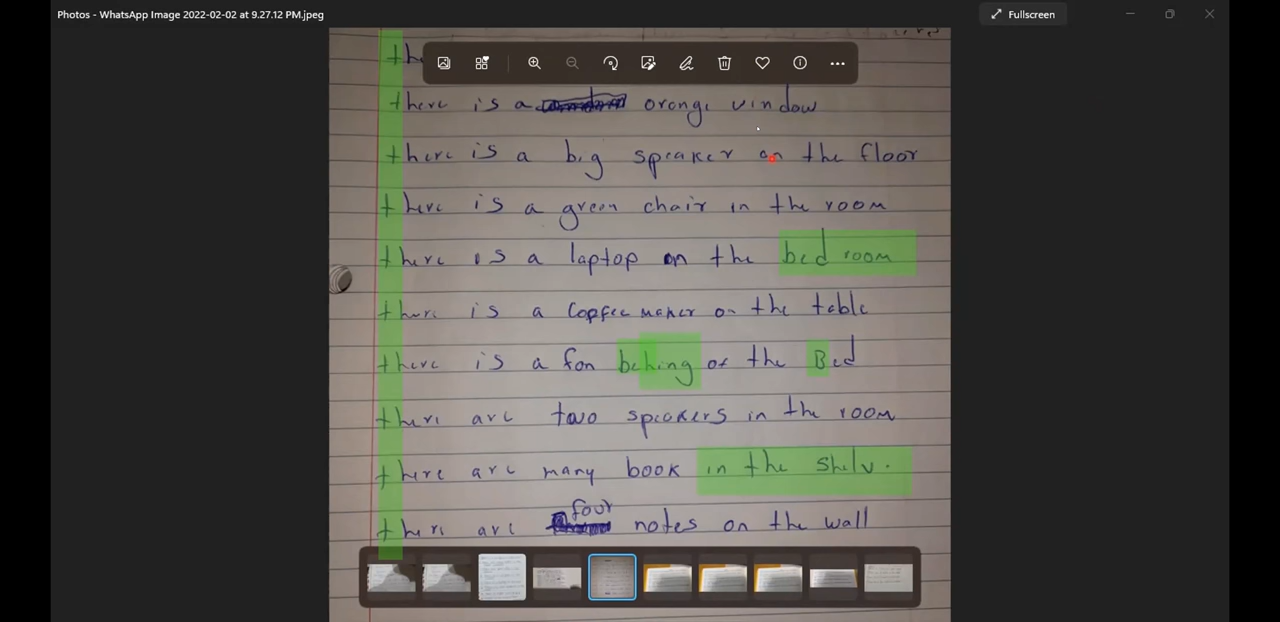 Photos - WhatsApp Image 2022-02-02 at 9.27.12 PM.jpeg
Fullscreen
there is a orange vindow
there is a big speaker on the floor
there is a green chair in the room
there is a laptop on the bed room
there is a coffee maker on the table
there is a fon behing of the Bed
there are two speakers in the room
there are many book in the shelv.
there are four notes on the wall